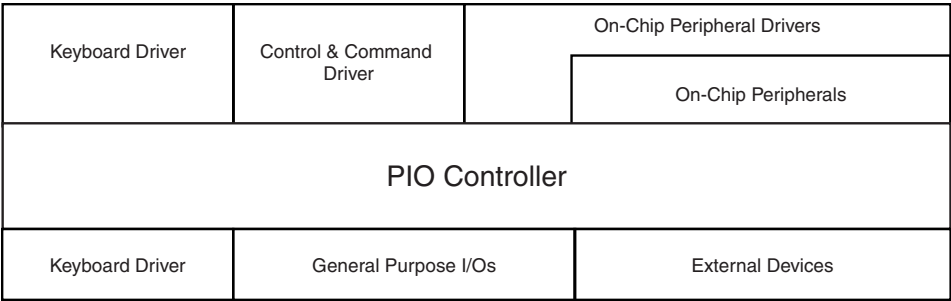 Keyboard Driver
Control & Command
Driver
On-Chip Peripheral Drivers
On-Chip Peripherals
PIO Controller
Keyboard Driver
General Purpose I/Os
External Devices